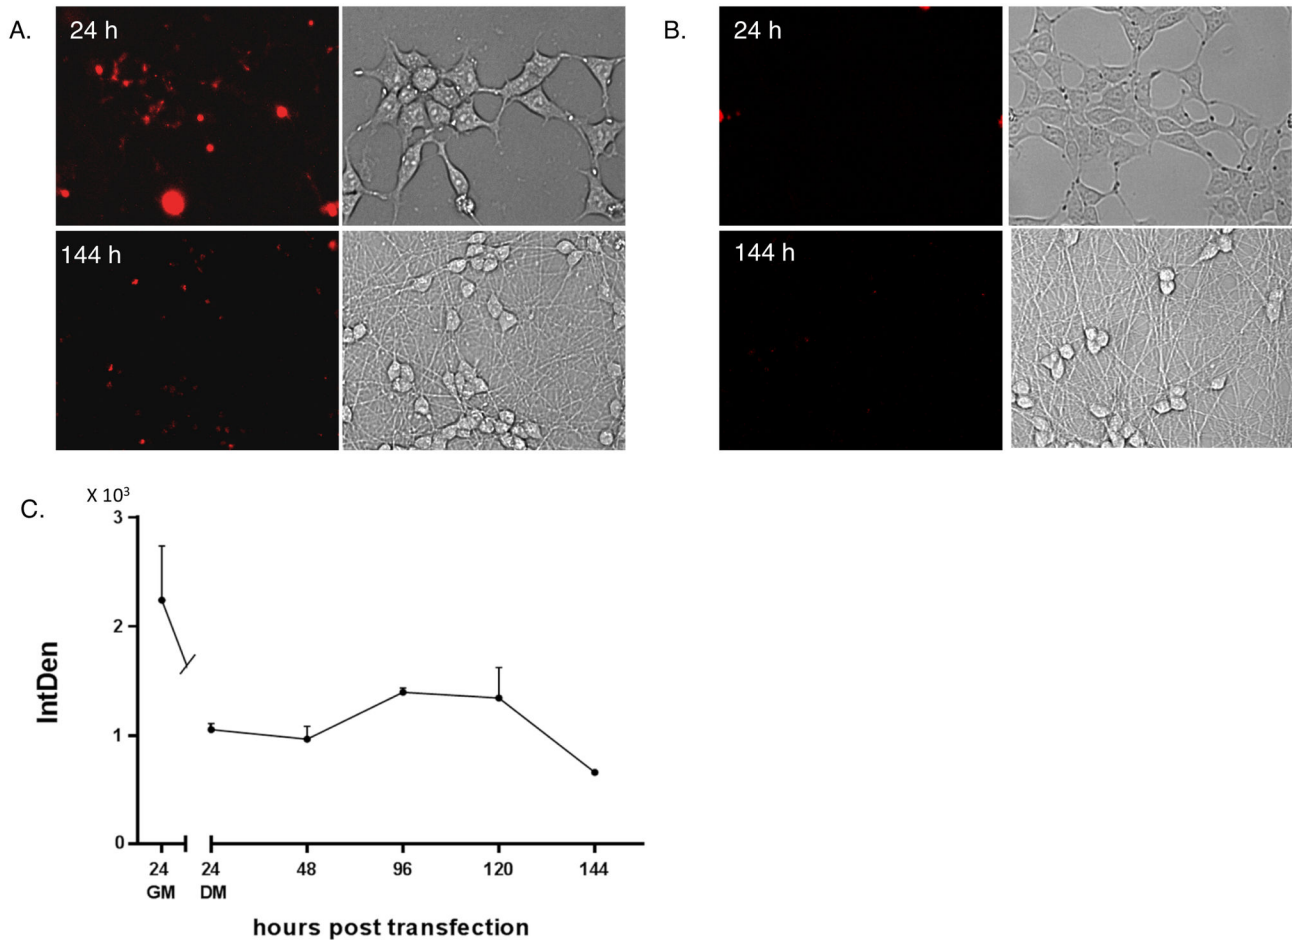 A.
24 h
B.
24 h
144 h
144 h
C.
X 10³
3
2
1
0
IntDen
24 24 48 96 120 144
GM DM
hours post transfection